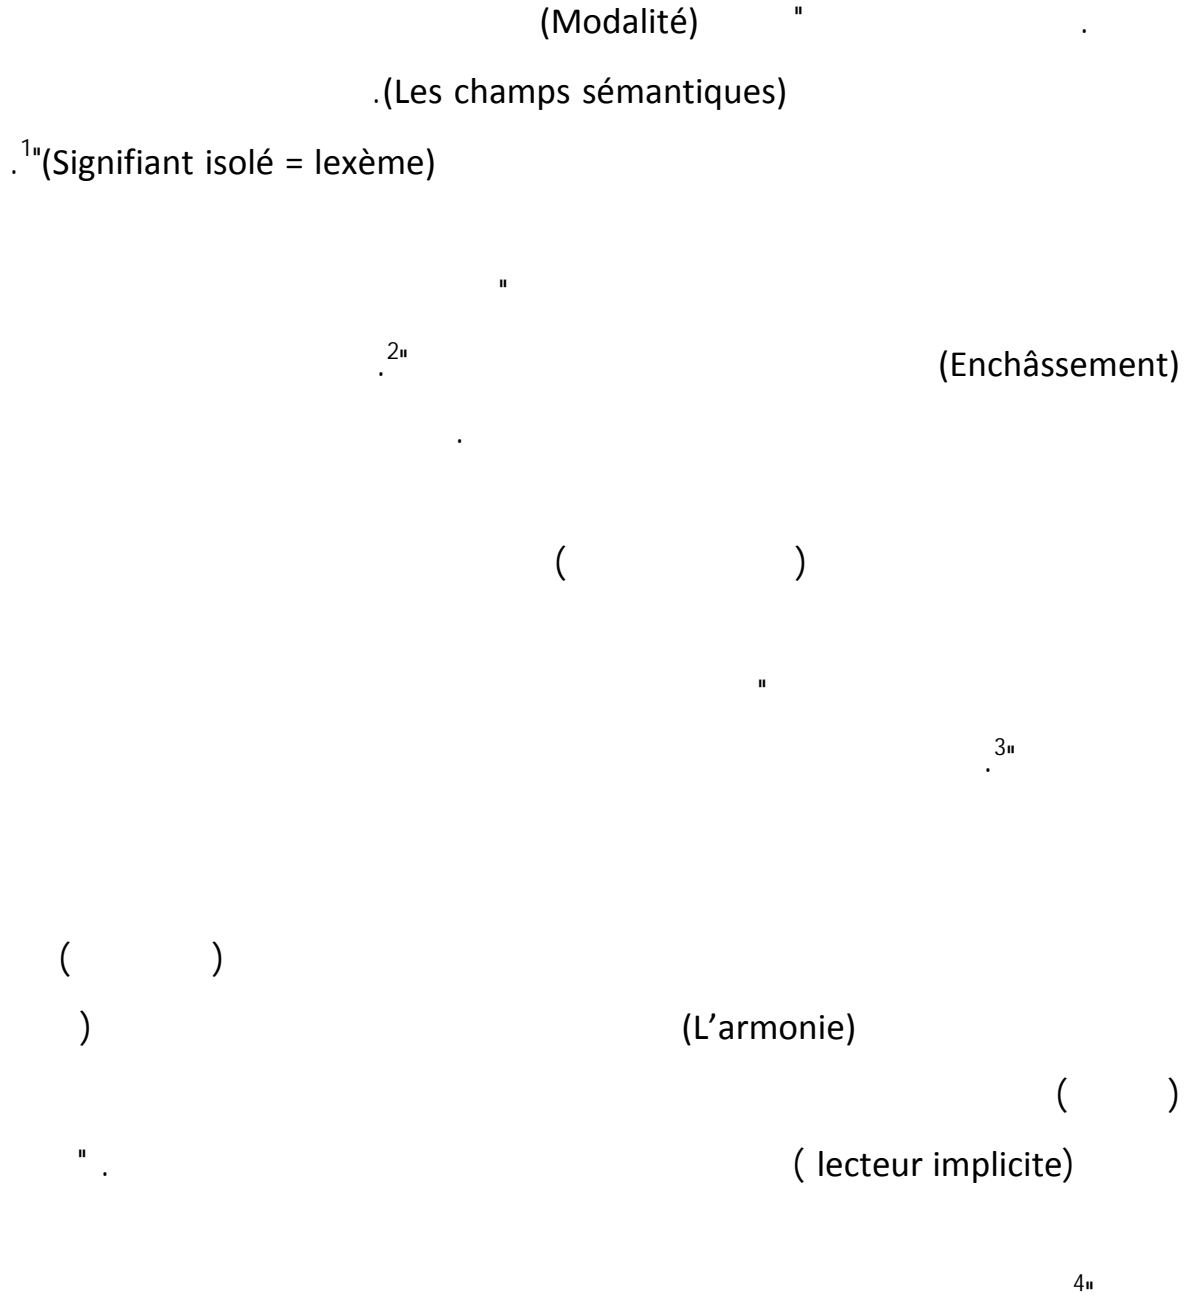 (Modalité) " .
.(Les champs sémantiques)
.¹"(Signifiant isolé = lexème)
"
.²" (Enchâssement)
.
( )
"
.³"
( )
) (L'armonie)
( )
" . ( lecteur implicite)
⁴"